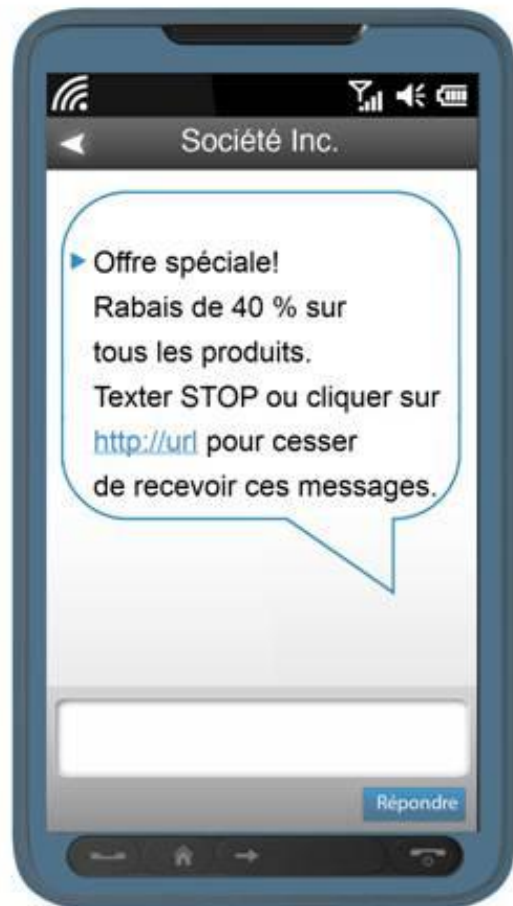 Société Inc.
Offre spéciale!
Rabais de 40 % sur
tous les produits.
Texter STOP ou cliquer sur
http://url pour cesser
de recevoir ces messages.
Répondre